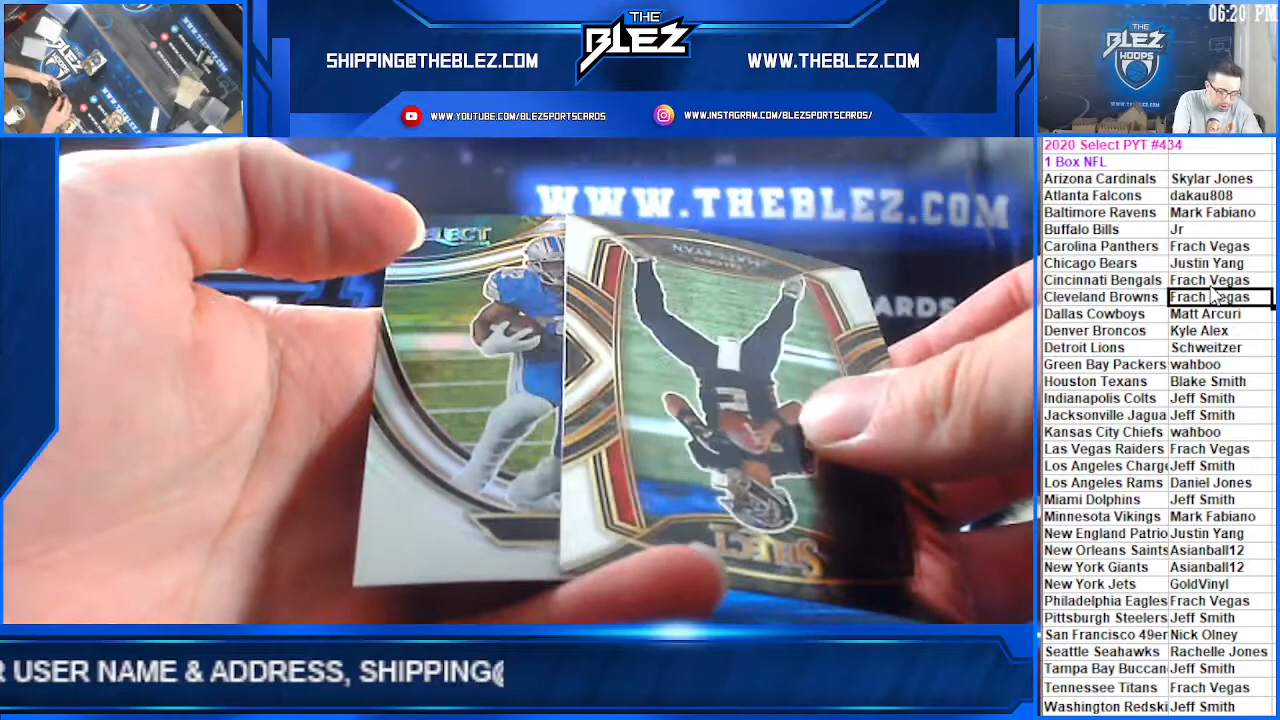 06:20 PM
THE
BLEZ
SHIPPING@THEBLEZ.COM
WWW.THEBLEZ.COM
WWW.YOUTUBE.COM/BLEZSPORTSCARDS
WWW.INSTAGRAM.COM/BLEZSPORTSCARDS/
THE
BLEZ
HOOPS
WWW.THEBLEZ.COM
SELECT
MATT RYAN
SELECT
2020 Select PYT #434
1 Box NFL
Arizona Cardinals Skylar Jones
Atlanta Falcons dakau808
Baltimore Ravens Mark Fabiano
Buffalo Bills Jr
Carolina Panthers Frach Vegas
Chicago Bears Justin Yang
Cincinnati Bengals Frach Vegas
Cleveland Browns Frach Vegas
Dallas Cowboys Matt Arcuri
Denver Broncos Kyle Alex
Detroit Lions Schweitzer
Green Bay Packers wahboo
Houston Texans Blake Smith
Indianapolis Colts Jeff Smith
Jacksonville Jagua Jeff Smith
Kansas City Chiefs wahboo
Las Vegas Raiders Frach Vegas
Los Angeles Charge Jeff Smith
Los Angeles Rams Daniel Jones
Miami Dolphins Jeff Smith
Minnesota Vikings Mark Fabiano
New England Patrio Justin Yang
New Orleans Saints Asianball12
New York Giants Asianball12
New York Jets GoldVinyl
Philadelphia Eagles Frach Vegas
Pittsburgh Steelers Jeff Smith
San Francisco 49er Nick Olney
Seattle Seahawks Rachelle Jones
Tampa Bay Buccan Jeff Smith
Tennessee Titans Frach Vegas
Washington Redski Jeff Smith
R USER NAME & ADDRESS, SHIPPING@